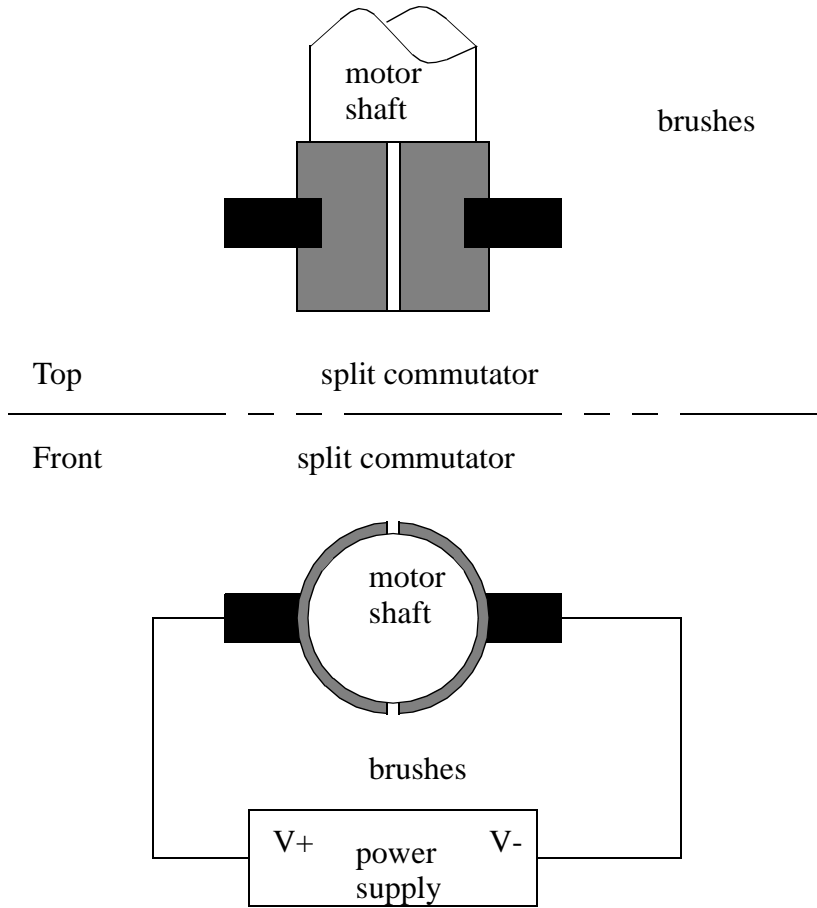 motor
shaft
brushes
Top
split commutator
Front
split commutator
motor
shaft
brushes
V+
V-
power
supply